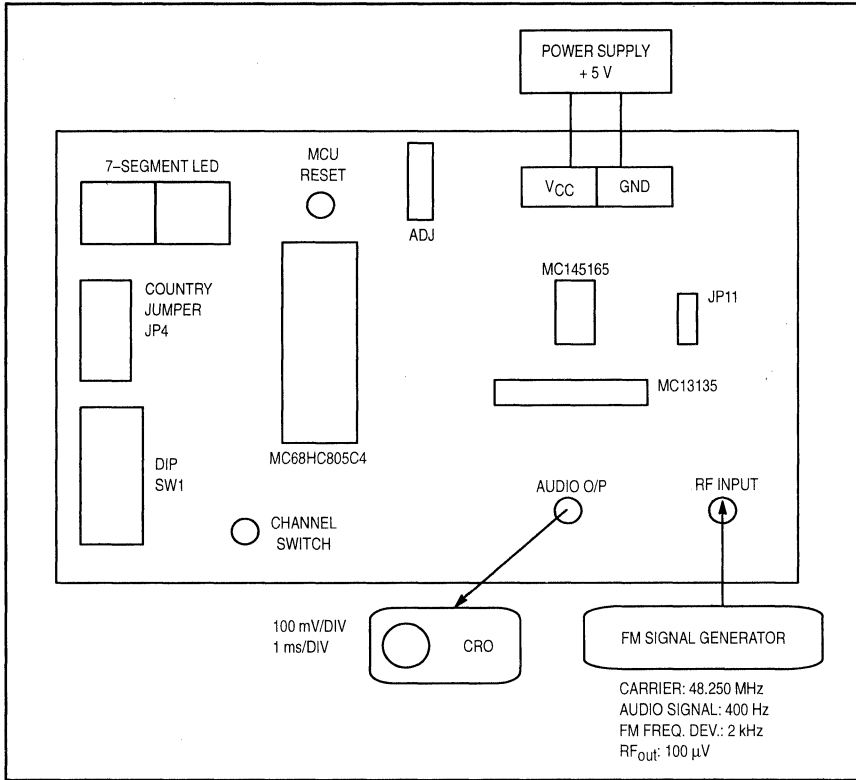 POWER SUPPLY
+ 5 V
7–SEGMENT LED
MCU
RESET
ADJ
VCC
GND
COUNTRY
JUMPER
JP4
MC145165
JP11
MC13135
MC68HC805C4
DIP
SW1
CHANNEL
SWITCH
AUDIO O/P
RF INPUT
100 mV/DIV
1 ms/DIV
CRO
FM SIGNAL GENERATOR
CARRIER: 48.250 MHz
AUDIO SIGNAL: 400 Hz
FM FREQ. DEV.: 2 kHz
RFout: 100 µV